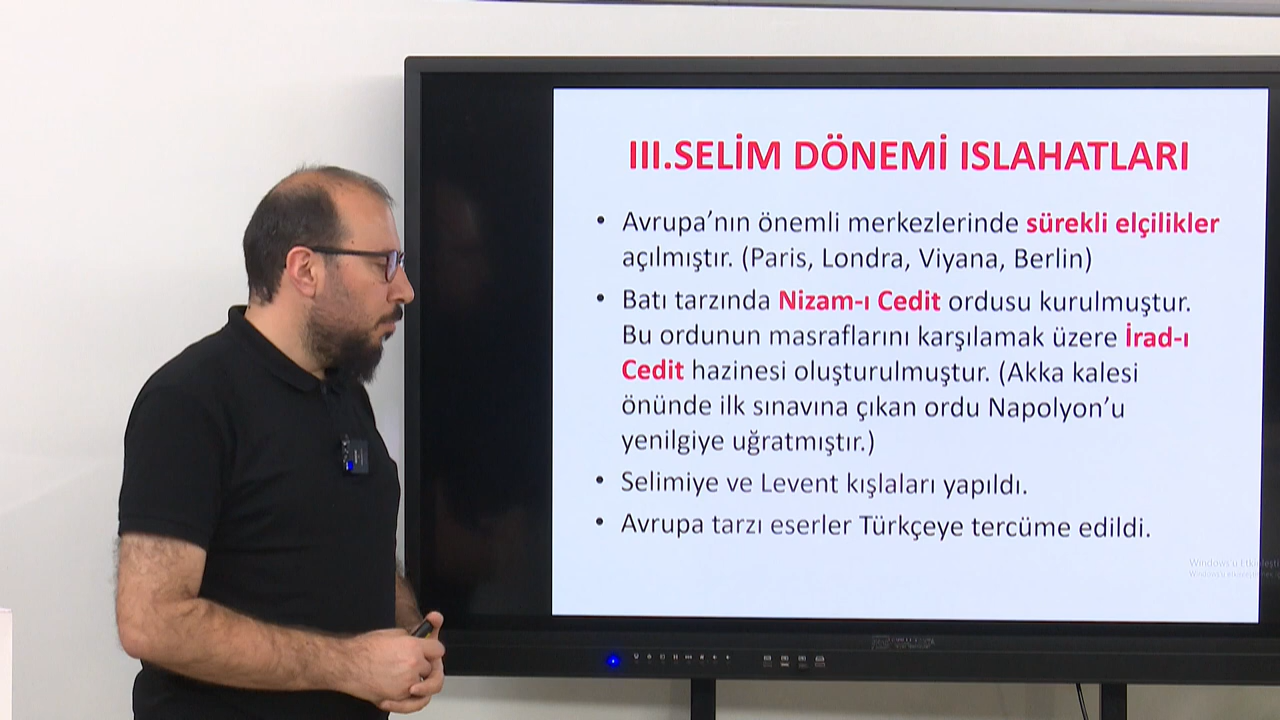 III.SELİM DÖNEMİ ISLAHATLARI
• Avrupa’nın önemli merkezlerinde sürekli elçilikler
açılmıştır. (Paris, Londra, Viyana, Berlin)
• Batı tarzında Nizam-ı Cedit ordusu kurulmuştur.
Bu ordunun masraflarını karşılamak üzere İrad-ı
Cedit hazinesi oluşturulmuştur. (Akka kalesi
önünde ilk sınavına çıkan ordu Napolyon’u
yenilgiye uğratmıştır.)
• Selimiye ve Levent kışlaları yapıldı.
• Avrupa tarzı eserler Türkçeye tercüme edildi.
Windows'u Etkinleştir